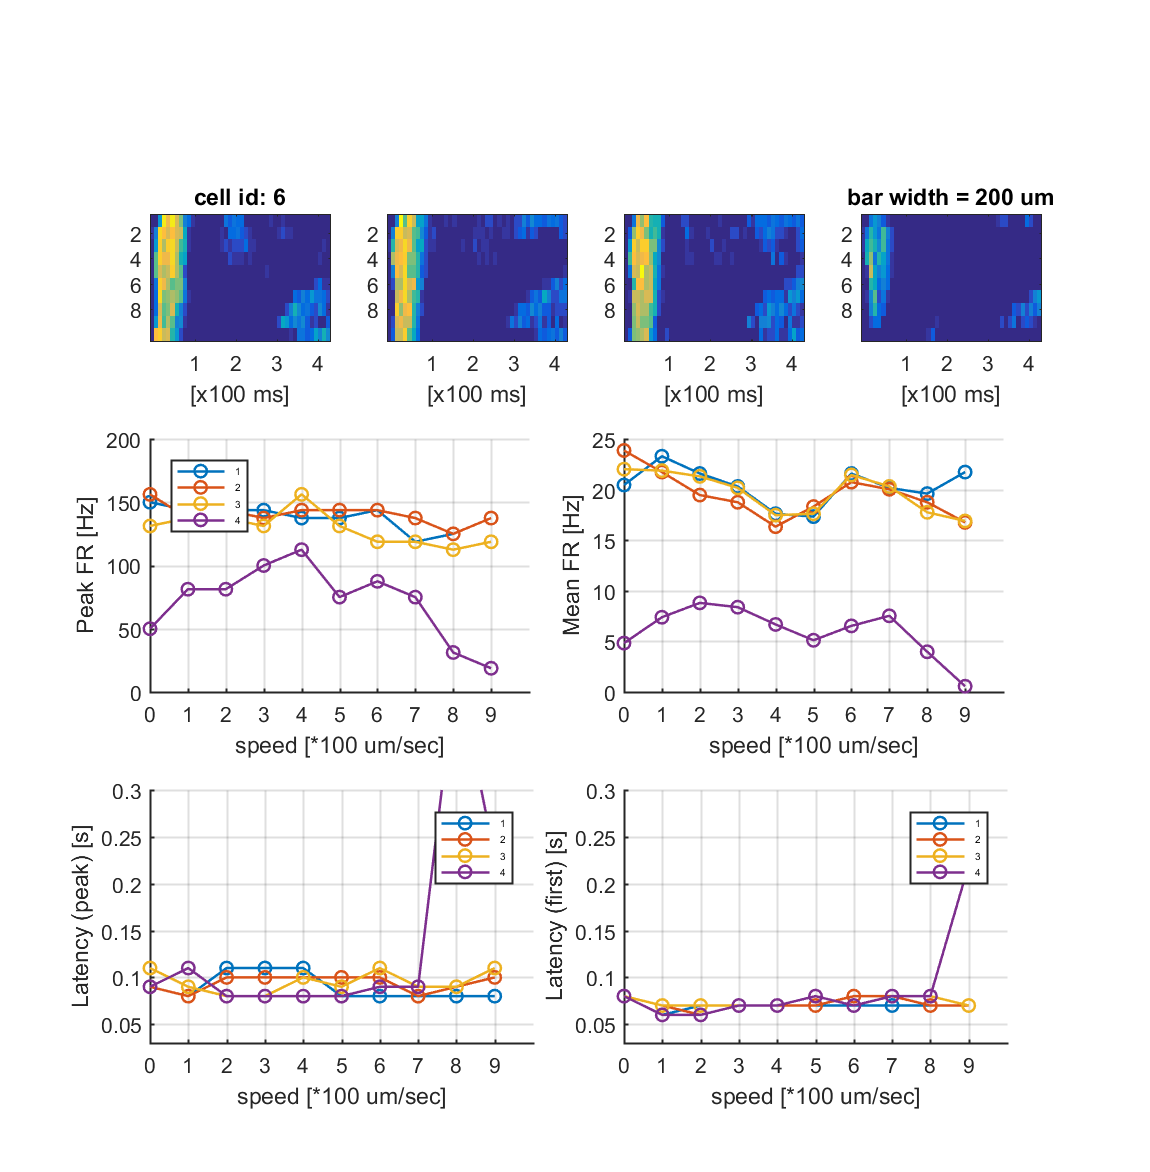 cell id: 6
bar width = 200 um
2
4
6
8
1 2 3 4
[x100 ms]
2
4
6
8
1 2 3 4
[x100 ms]
2
4
6
8
1 2 3 4
[x100 ms]
2
4
6
8
1 2 3 4
[x100 ms]
Peak FR [Hz]
200
150
100
50
0
1
2
3
4
0 1 2 3 4 5 6 7 8 9
speed [*100 um/sec]
Mean FR [Hz]
25
20
15
10
5
0
0 1 2 3 4 5 6 7 8 9
speed [*100 um/sec]
Latency (peak) [s]
0.3
0.25
0.2
0.15
0.1
0.05
1
2
3
4
0 1 2 3 4 5 6 7 8 9
speed [*100 um/sec]
Latency (first) [s]
0.3
0.25
0.2
0.15
0.1
0.05
1
2
3
4
0 1 2 3 4 5 6 7 8 9
speed [*100 um/sec]